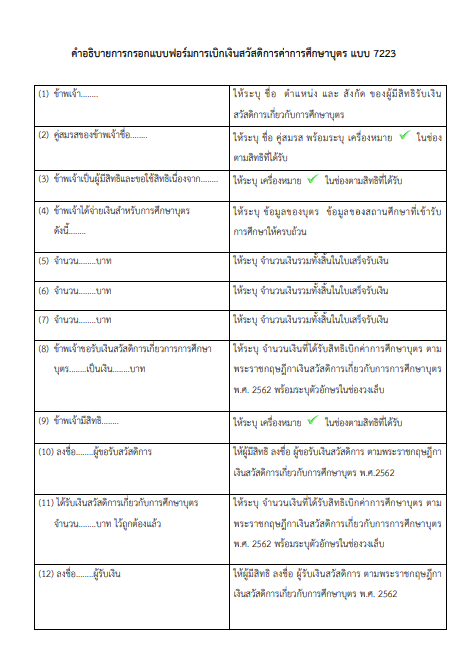 คำอธิบายการกรอกแบบฟอร์มการเบิกเงินสวัสดิการค่าการศึกษาบุตร แบบ 7223
(1) ข้าพเจ้า........
ให้ระบุ ชื่อ ตำแหน่ง และ สังกัด ของผู้มีสิทธิรับเงิน
สวัสดิการเกี่ยวกับการศึกษาบุตร
(2) คู่สมรสของข้าพเจ้าชื่อ........
ให้ระบุ ชื่อ คู่สมรส พร้อมระบุ เครื่องหมาย ✓ ในช่อง
ตามสิทธิที่ได้รับ
(3) ข้าพเจ้าเป็นผู้มีสิทธิและขอใช้สิทธิเนื่องจาก........
ให้ระบุ เครื่องหมาย ✓ ในช่องตามสิทธิที่ได้รับ
(4) ข้าพเจ้าได้จ่ายเงินสำหรับการศึกษาบุตร
ดังนี้........
ให้ระบุ ข้อมูลของบุตร ข้อมูลของสถานศึกษาที่เข้ารับ
การศึกษาให้ครบถ้วน
(5) จำนวน........บาท
ให้ระบุ จำนวนเงินรวมทั้งสิ้นในใบเสร็จรับเงิน
(6) จำนวน........บาท
ให้ระบุ จำนวนเงินรวมทั้งสิ้นในใบเสร็จรับเงิน
(7) จำนวน........บาท
ให้ระบุ จำนวนเงินรวมทั้งสิ้นในใบเสร็จรับเงิน
(8) ข้าพเจ้าขอรับเงินสวัสดิการเกี่ยวการการศึกษา
บุตร........เป็นเงิน........บาท
ให้ระบุ จำนวนเงินที่ได้รับสิทธิเบิกค่าการศึกษาบุตร ตาม
พระราชกฤษฎีกาเงินสวัสดิการเกี่ยวกับการการศึกษาบุตร
พ.ศ. 2562 พร้อมระบุตัวอักษรในช่องวงเล็บ
(9) ข้าพเจ้ามีสิทธิ........
ให้ระบุ เครื่องหมาย ✓ ในช่องตามสิทธิที่ได้รับ
(10) ลงชื่อ........ผู้ขอรับสวัสดิการ
ให้ผู้มีสิทธิ ลงชื่อ ผู้ขอรับเงินสวัสดิการ ตามพระราชกฤษฎีกา
เงินสวัสดิการเกี่ยวกับการศึกษาบุตร พ.ศ.2562
(11) ได้รับเงินสวัสดิการเกี่ยวกับการศึกษาบุตร
จำนวน........บาท ไว้ถูกต้องแล้ว
ให้ระบุ จำนวนเงินที่ได้รับสิทธิเบิกค่าการศึกษาบุตร ตาม
พระราชกฤษฎีกาเงินสวัสดิการเกี่ยวกับการการศึกษาบุตร
พ.ศ. 2562 พร้อมระบุตัวอักษรในช่องวงเล็บ
(12) ลงชื่อ........ผู้รับเงิน
ให้ผู้มีสิทธิ ลงชื่อ ผู้รับเงินสวัสดิการ ตามพระราชกฤษฎีกา
เงินสวัสดิการเกี่ยวกับการศึกษาบุตร พ.ศ. 2562